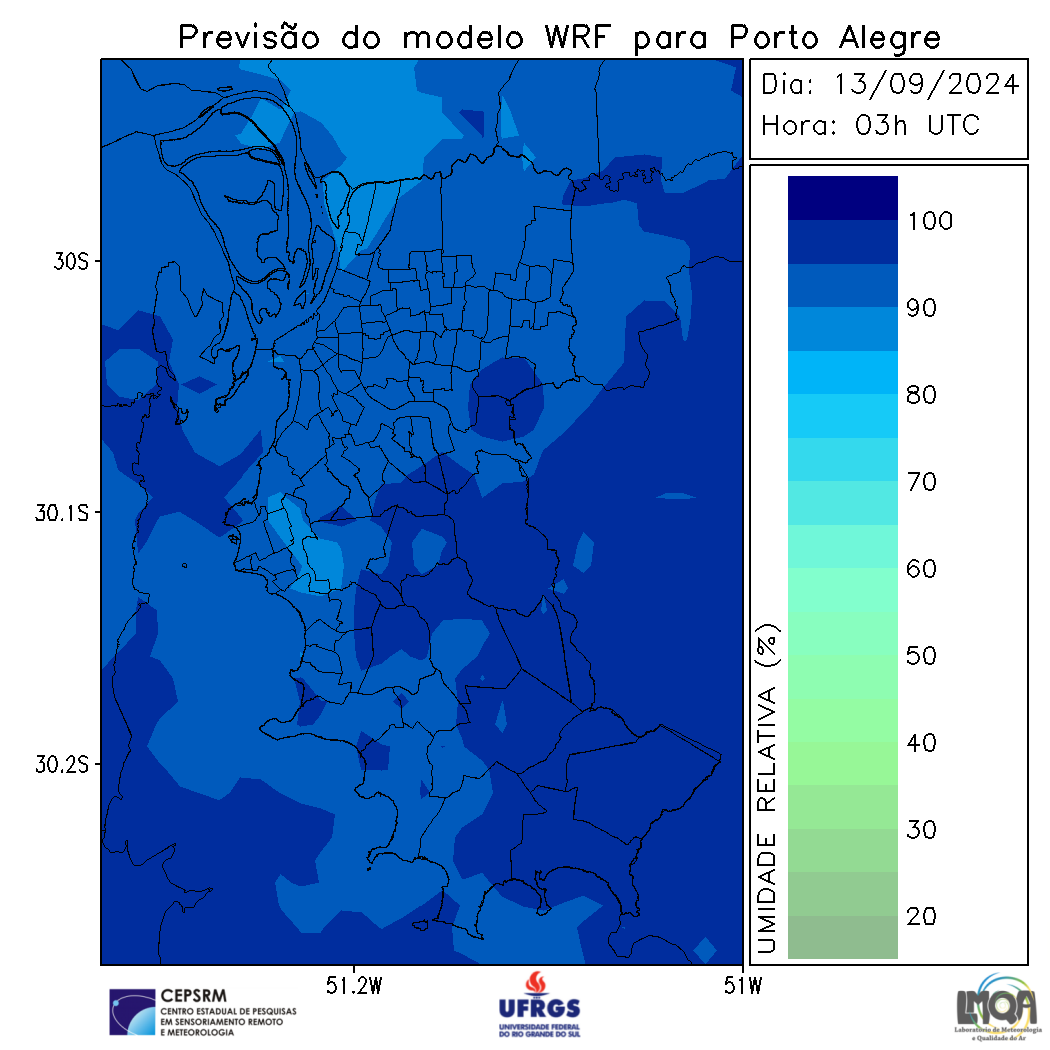 Previsão do modelo WRF para Porto Alegre
Dia: 13/09/2024
Hora: 03h UTC
30S
30.1S
30.2S
51.2W
51W
UMIDADE RELATIVA (%)
100
90
80
70
60
50
40
30
20
CEPSRM
CENTRO ESTADUAL DE PESQUISAS
EM SENSORIAMENTO REMOTO
E METEOROLOGIA
UFRGS
UNIVERSIDADE FEDERAL
DO RIO GRANDE DO SUL
LMQA
Laboratório de Meteorologia
e Qualidade do Ar